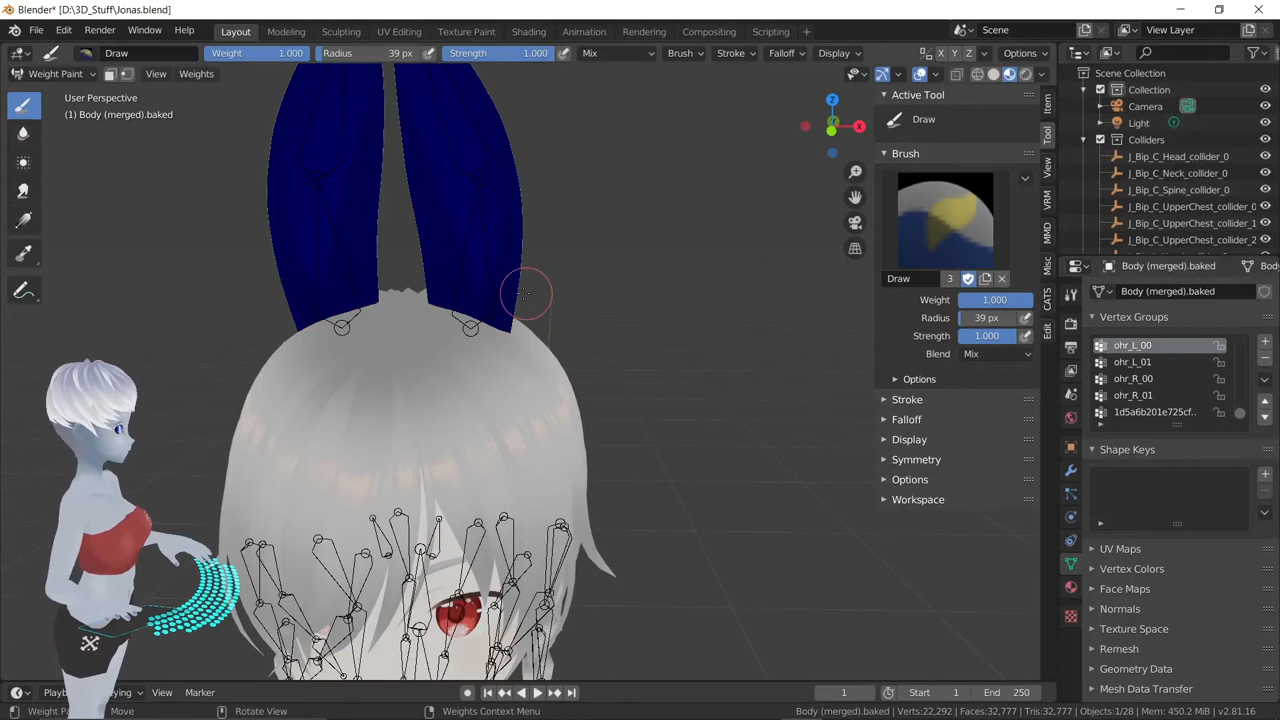 Blender* [D:\3D_Stuff\Jonas.blend]
File Edit Render Window Help Layout Modeling Sculpting UV Editing Texture Paint Shading Animation Rendering Compositing Scripting + Scene View Layer
Draw Weight 1.000 Radius 39 px Strength 1.000 Mix Brush Stroke Falloff Display X Y Z Options
Weight Paint View Weights
User Perspective
(1) Body (merged).baked
Z
X
Active Tool
Draw
Brush
Draw 3
Weight 1.000
Radius 39 px
Strength 1.000
Blend Mix
Options
Stroke
Falloff
Display
Symmetry
Options
Workspace
Item
Tool
View
VRM
MMD
Misc
CATS
Edit
Scene Collection
Collection
Camera
Light
Colliders
J_Bip_C_Head_collider_0
J_Bip_C_Neck_collider_0
J_Bip_C_Spine_collider_0
J_Bip_C_UpperChest_collider_0
J_Bip_C_UpperChest_collider_1
J_Bip_C_UpperChest_collider_2
Body (merged).baked Bod
Body (merged).baked
Vertex Groups
ohr_L_00
ohr_L_01
ohr_R_00
ohr_R_01
1d5a6b201e725cf..
Shape Keys
UV Maps
Vertex Colors
Face Maps
Normals
Texture Space
Remesh
Geometry Data
Mesh Data Transfer
View Marker 1 Start 1 End 250
Move Rotate View Weights Context Menu Body (merged).baked | Verts:22,292 | Faces:32,777 | Tris:32,777 | Objects:1/28 | Mem: 450.2 MiB | v2.81.16